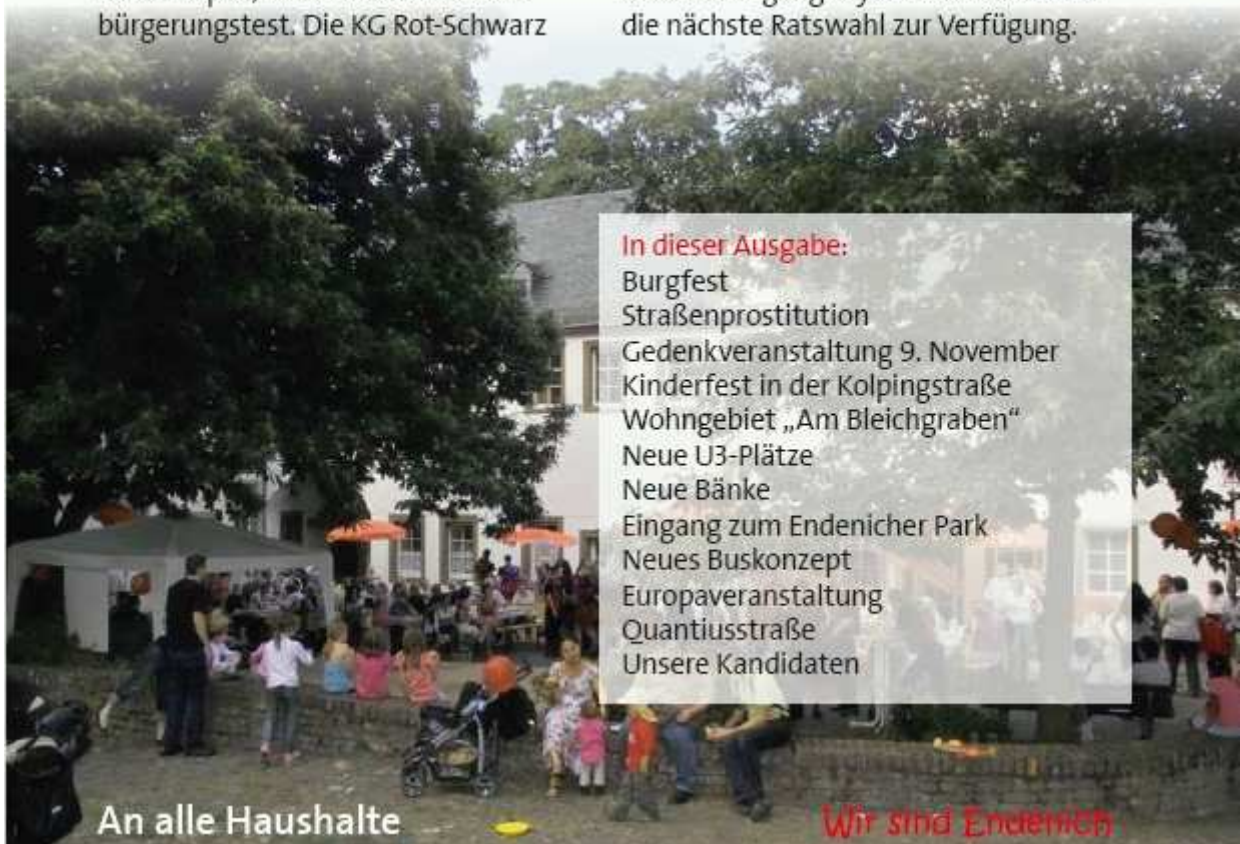 bürgerungstest. Die KG Rot-Schwarz
die nächste Ratswahl zur Verfügung.
In dieser Ausgabe:
Burgfest
Straßenprostitution
Gedenkveranstaltung 9. November
Kinderfest in der Kolpingstraße
Wohngebiet „Am Bleichgraben“
Neue U3-Plätze
Neue Bänke
Eingang zum Endenicher Park
Neues Buskonzept
Europaveranstaltung
Quantiusstraße
Unsere Kandidaten
An alle Haushalte
Wir sind Endenich